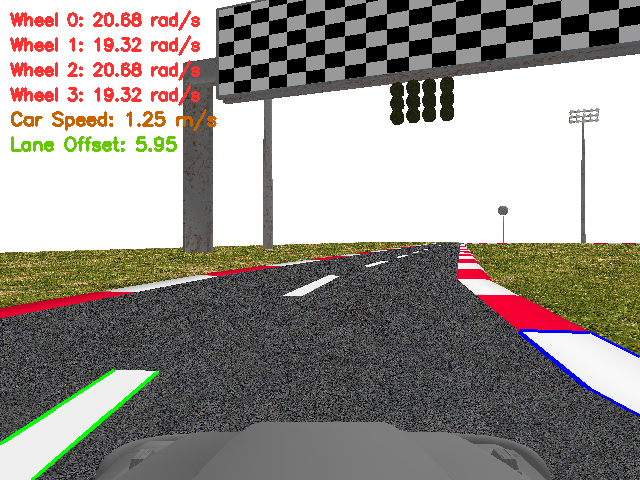 Wheel 0: 20.68 rad/s
Wheel 1: 19.32 rad/s
Wheel 2: 20.68 rad/s
Wheel 3: 19.32 rad/s
Car Speed: 1.25 m/s
Lane Offset: 5.95